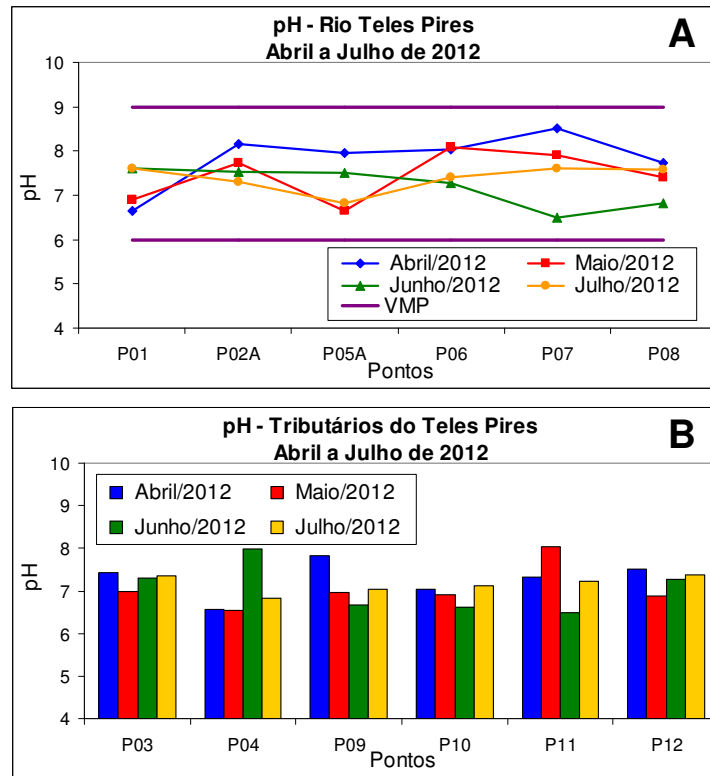 pH - Rio Teles Pires
Abril a Julho de 2012
A
10
9
8
7
6
5
4
pH
Abril/2012
Maio/2012
Junho/2012
Julho/2012
VMP
P01 P02A P05A P06 P07 P08
Pontos
pH - Tributários do Teles Pires
Abril a Julho de 2012
B
10
9
8
7
6
5
4
pH
Abril/2012
Maio/2012
Junho/2012
Julho/2012
P03 P04 P09 P10 P11 P12
Pontos